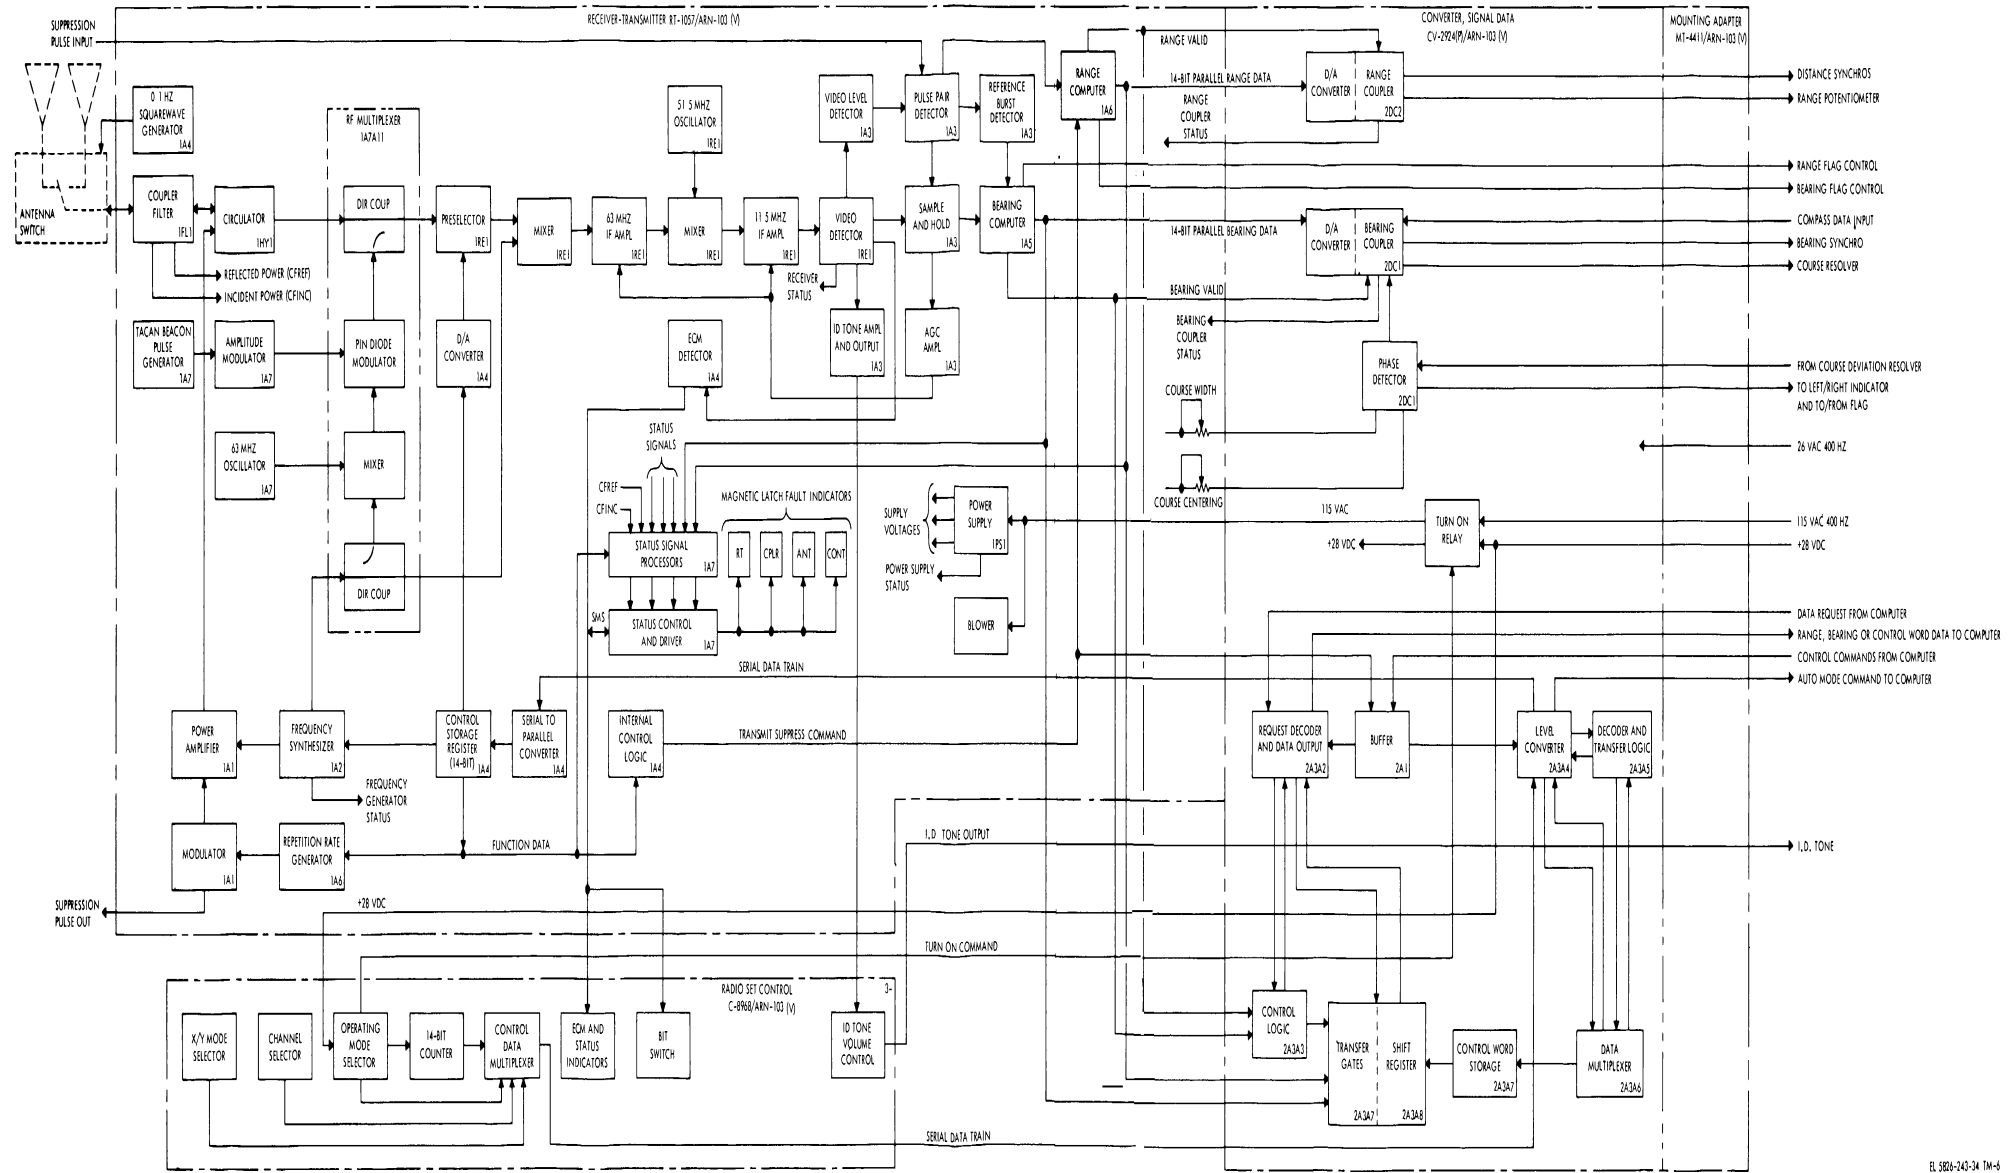 RECEIVER-TRANSMITTER RT-1057/ARN-103 (V)
CONVERTER, SIGNAL DATA
CV-2924(P)/ARN-103 (V)
MOUNTING ADAPTER
MT-4411/ARN-103 (V)
SUPPRESSION
PULSE INPUT
0 1 HZ
SQUAREWAVE
GENERATOR
1A4
RF MULTIPLEXER
1A7A11
51 5 MHZ
OSCILLATOR
1RE1
VIDEO LEVEL
DETECTOR
1A3
PULSE PAIR
DETECTOR
1A3
REFERENCE
BURST
DETECTOR
1A3
RANGE
COMPUTER
1A6
RANGE VALID
14-BIT PARALLEL RANGE DATA
RANGE
COUPLER
STATUS
D/A
CONVERTER
RANGE
COUPLER
2DC2
DISTANCE SYNCHROS
RANGE POTENTIOMETER
RANGE FLAG CONTROL
BEARING FLAG CONTROL
ANTENNA
SWITCH
COUPLER
FILTER
1FL1
CIRCULATOR
1HY1
DIR COUP
PRESELECTOR
1RE1
MIXER
1RE1
63 MHZ
IF AMPL
1RE1
MIXER
1RE1
11 5 MHZ
IF AMPL
1RE1
VIDEO
DETECTOR
1RE1
SAMPLE
AND HOLD
1A3
BEARING
COMPUTER
1A5
14-BIT PARALLEL BEARING DATA
D/A
CONVERTER
BEARING
COUPLER
2DC1
COMPASS DATA INPUT
BEARING SYNCHRO
COURSE RESOLVER
REFLECTED POWER (CFREF)
INCIDENT POWER (CFINC)
RECEIVER
STATUS
BEARING VALID
BEARING
COUPLER
STATUS
TACAN BEACON
PULSE
GENERATOR
1A7
AMPLITUDE
MODULATOR
1A7
PIN DIODE
MODULATOR
D/A
CONVERTER
1A4
ECM
DETECTOR
1A4
ID TONE AMPL
AND OUTPUT
1A3
AGC
AMPL
1A3
PHASE
DETECTOR
2DC1
FROM COURSE DEVIATION RESOLVER
TO LEFT/RIGHT INDICATOR
AND TO/FROM FLAG
COURSE WIDTH
COURSE CENTERING
26 VAC 400 HZ
63 MHZ
OSCILLATOR
1A7
MIXER
STATUS
SIGNALS
CFREF
CFINC
MAGNETIC LATCH FAULT INDICATORS
STATUS SIGNAL
PROCESSORS
1A7
RT
CPLR
ANT
CONT
SUPPLY
VOLTAGES
POWER
SUPPLY
1PS1
POWER SUPPLY
STATUS
115 VAC
+28 VDC
TURN ON
RELAY
115 VAC 400 HZ
+28 VDC
DIR COUP
SMS
STATUS CONTROL
AND DRIVER
1A7
BLOWER
DATA REQUEST FROM COMPUTER
RANGE, BEARING OR CONTROL WORD DATA TO COMPUTER
CONTROL COMMANDS FROM COMPUTER
AUTO MODE COMMAND TO COMPUTER
SERIAL DATA TRAIN
POWER
AMPLIFIER
1A1
FREQUENCY
SYNTHESIZER
1A2
CONTROL
STORAGE
REGISTER
(14-BIT)
1A4
SERIAL TO
PARALLEL
CONVERTER
1A4
INTERNAL
CONTROL
LOGIC
1A4
TRANSMIT SUPPRESS COMMAND
REQUEST DECODER
AND DATA OUTPUT
2A3A2
BUFFER
2A1
LEVEL
CONVERTER
2A3A4
DECODER AND
TRANSFER LOGIC
2A3A5
FREQUENCY
GENERATOR
STATUS
MODULATOR
1A1
REPETITION RATE
GENERATOR
1A6
FUNCTION DATA
I.D TONE OUTPUT
I.D. TONE
SUPPRESSION
PULSE OUT
+28 VDC
TURN ON COMMAND
RADIO SET CONTROL
C-8968/ARN-103 (V)
3-
X/Y MODE
SELECTOR
CHANNEL
SELECTOR
OPERATING
MODE
SELECTOR
14-BIT
COUNTER
CONTROL
DATA
MULTIPLEXER
ECM AND
STATUS
INDICATORS
BIT
SWITCH
ID TONE
VOLUME
CONTROL
CONTROL
LOGIC
2A3A3
TRANSFER
GATES
2A3A7
SHIFT
REGISTER
2A3A8
CONTROL WORD
STORAGE
2A3A7
DATA
MULTIPLEXER
2A3A6
SERIAL DATA TRAIN
EL 5826-243-34 TM-6